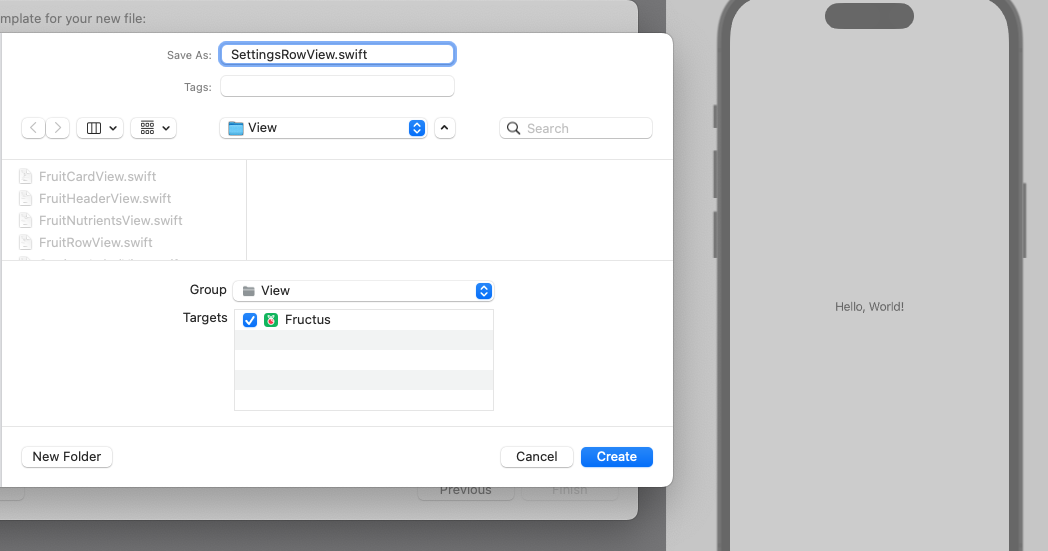 mplate for your new file:
Save As: SettingsRowView.swift
Tags:
View
Search
FruitCardView.swift
FruitHeaderView.swift
FruitNutrientsView.swift
FruitRowView.swift
Group View
Targets Fructus
New Folder Cancel Create
Previous Finish
Hello, World!